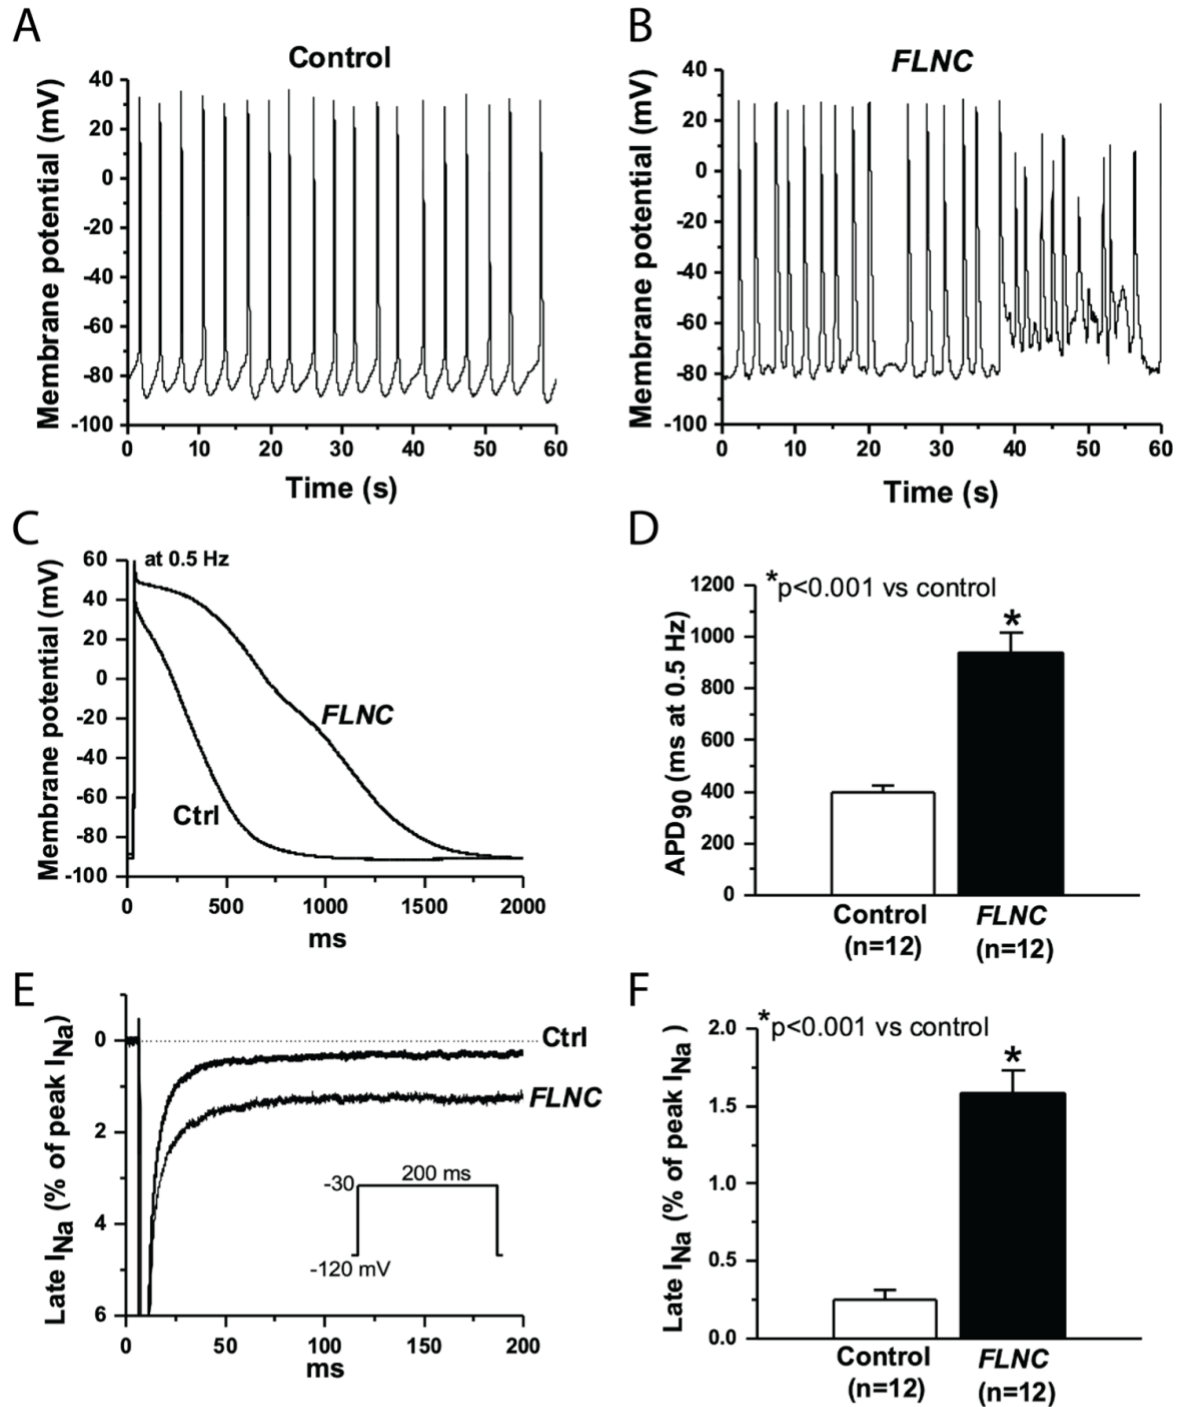 A
Control
Membrane potential (mV)
40
20
0
-20
-40
-60
-80
-100
0 10 20 30 40 50 60
Time (s)
B
FLNC
Membrane potential (mV)
40
20
0
-20
-40
-60
-80
-100
0 10 20 30 40 50 60
Time (s)
C
at 0.5 Hz
Membrane potential (mV)
60
40
20
0
-20
-40
-60
-80
-100
FLNC
Ctrl
0 500 1000 1500 2000
ms
D
*p<0.001 vs control
APD90 (ms at 0.5 Hz)
1200
1000
800
600
400
200
0
*
Control
(n=12)
FLNC
(n=12)
E
Late INa (% of peak INa)
0
2
4
6
Ctrl
FLNC
200 ms
-30
-120 mV
0 50 100 150 200
ms
F
*p<0.001 vs control
Late INa (% of peak INa )
2.0
1.5
1.0
0.5
0.0
*
Control
(n=12)
FLNC
(n=12)